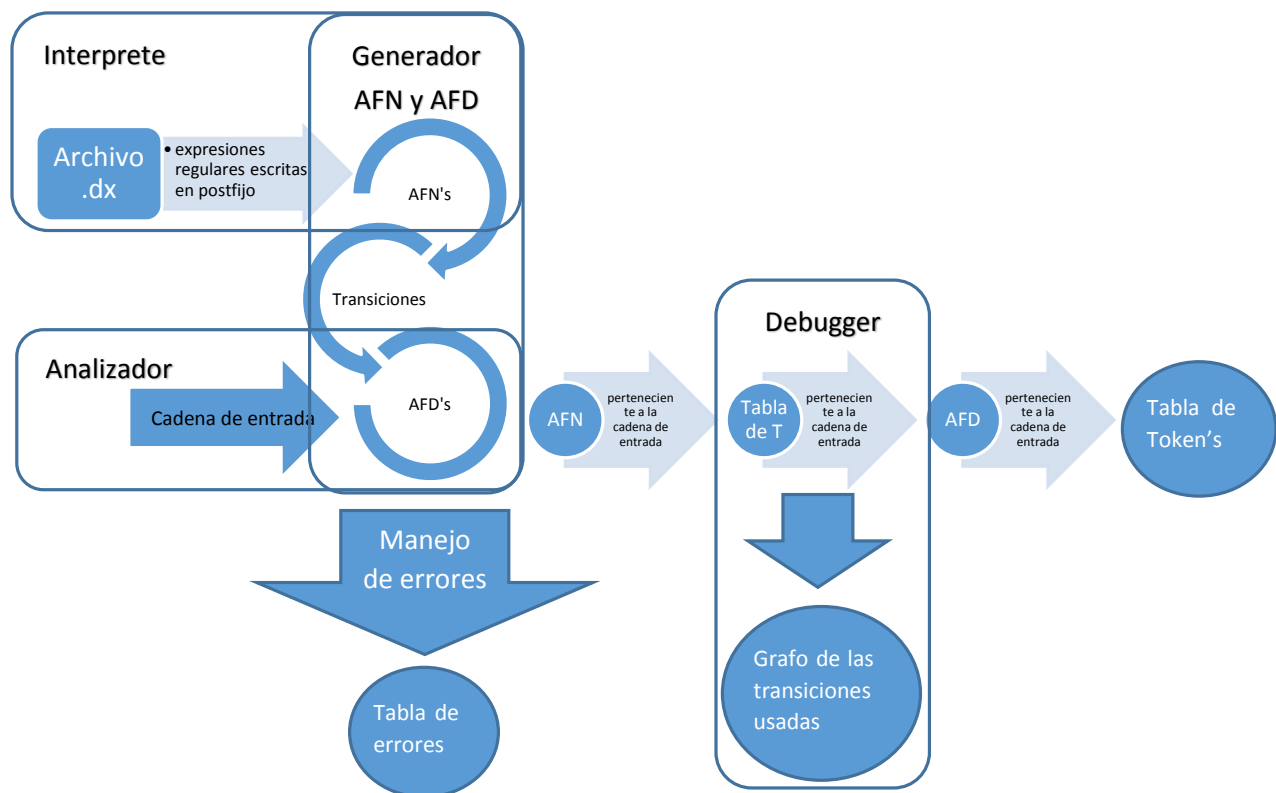 Interprete
Generador
AFN y AFD
Archivo
.dx
• expresiones
regulares escritas
en postfijo
AFN's
Transiciones
Analizador
Cadena de entrada
AFD's
AFN
pertenecien
te a la
cadena de
entrada
Debugger
Tabla
de T
pertenecien
te a la
cadena de
entrada
AFD
pertenecien
te a la
cadena de
entrada
Tabla de
Token’s
Manejo
de errores
Tabla de
errores
Grafo de las
transiciones
usadas